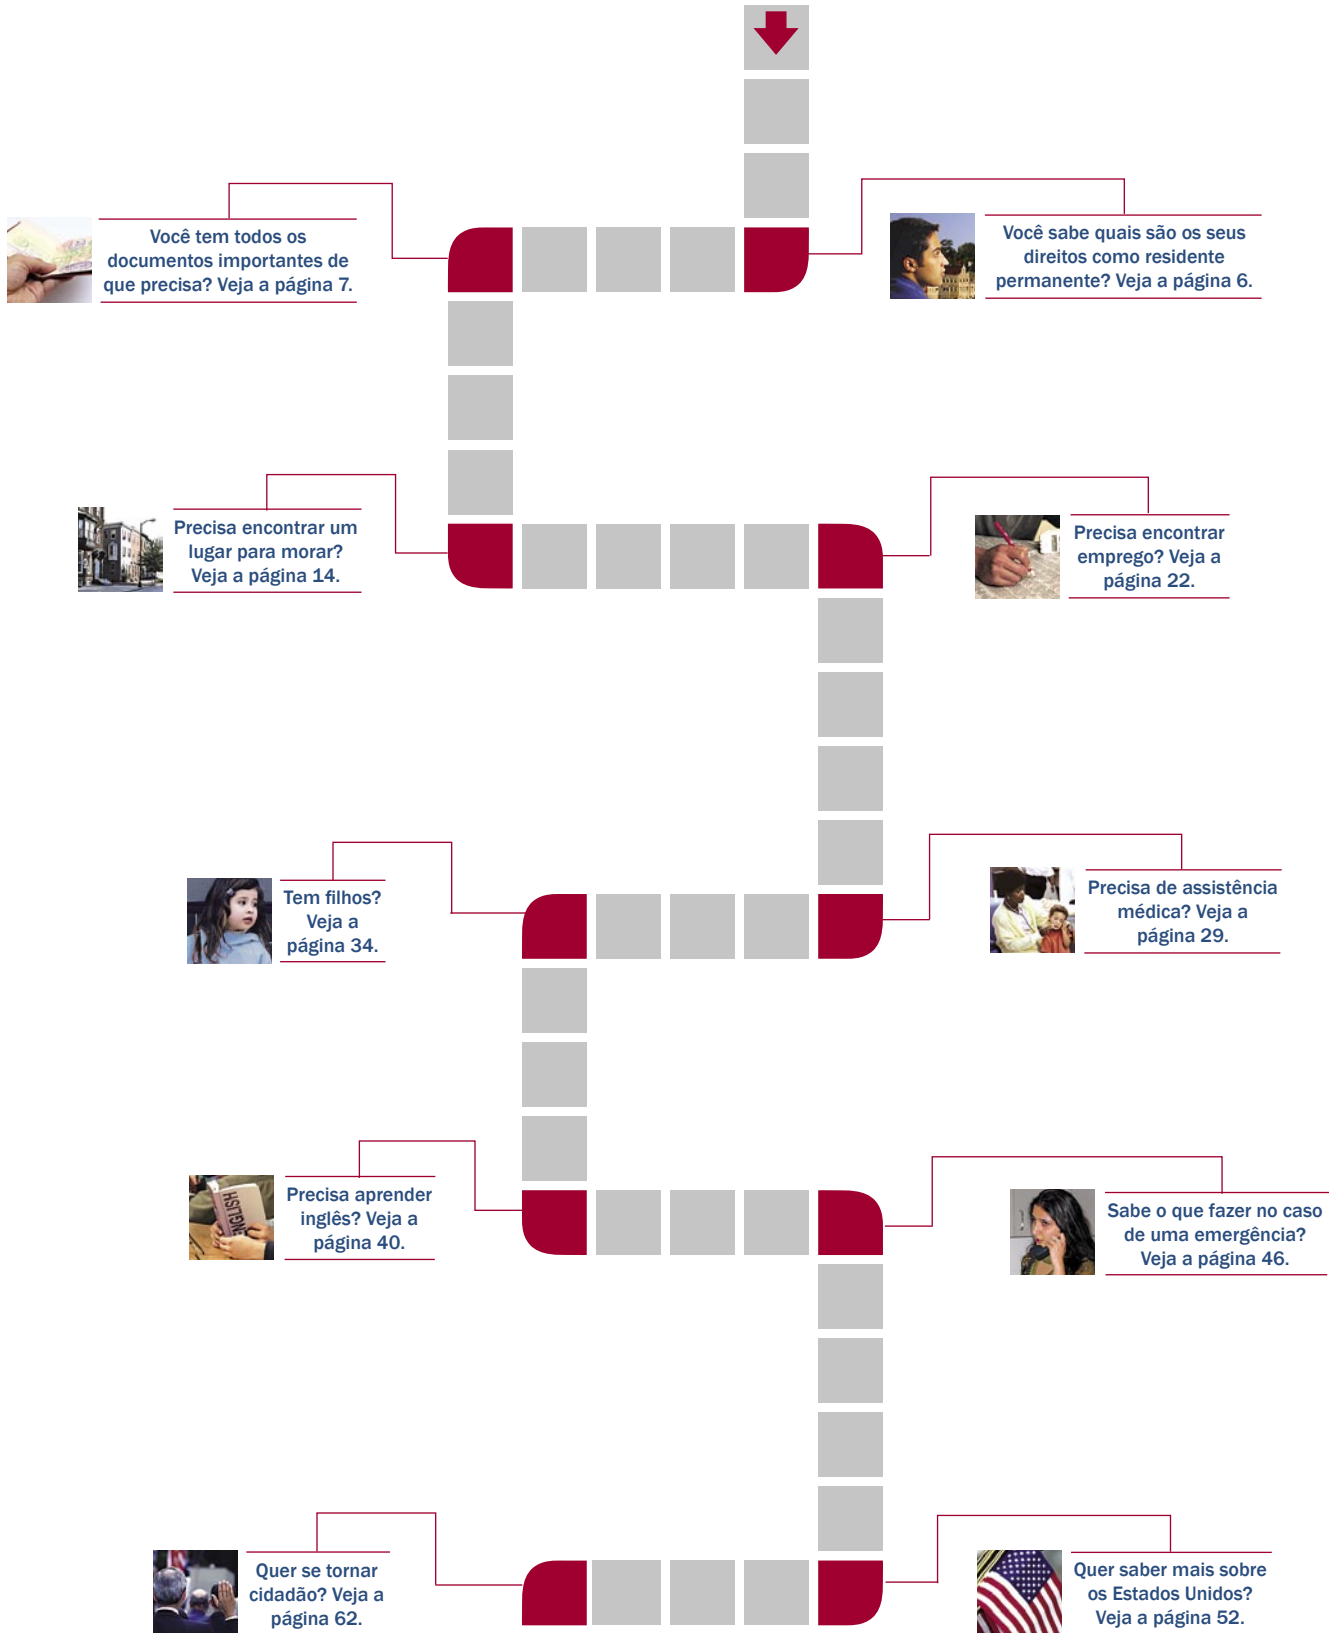 Você sabe quais são os seus
direitos como residente
permanente? Veja a página 6.
Você tem todos os
documentos importantes de
que precisa? Veja a página 7.
Precisa encontrar um
lugar para morar?
Veja a página 14.
Precisa encontrar
emprego? Veja a
página 22.
Precisa de assistência
médica? Veja a
página 29.
Tem filhos?
Veja a
página 34.
Precisa aprender
inglês? Veja a
página 40.
ENGLISH
Sabe o que fazer no caso
de uma emergência?
Veja a página 46.
Quer saber mais sobre
os Estados Unidos?
Veja a página 52.
Quer se tornar
cidadão? Veja a
página 62.